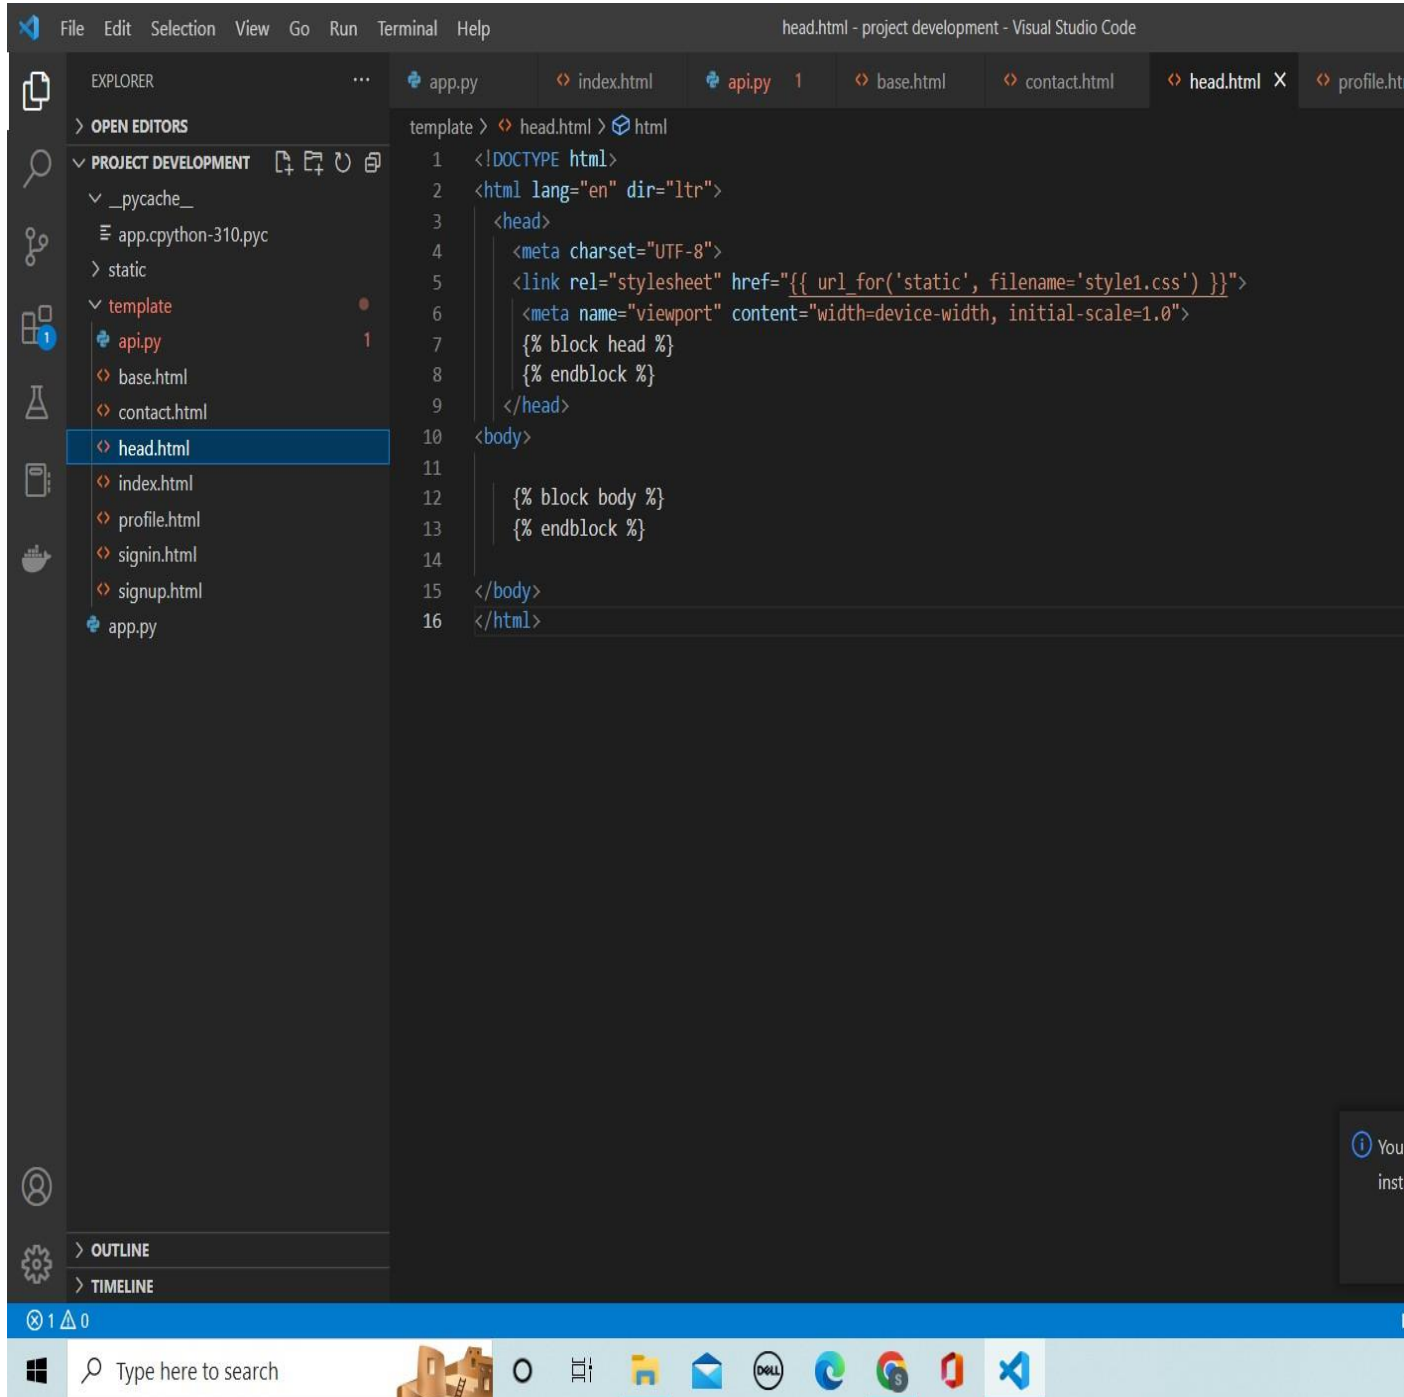 File Edit Selection View Go Run Terminal Help
head.html - project development - Visual Studio Code
EXPLORER ...
app.py
index.html
api.py 1
base.html
contact.html
head.html X
profile.ht
OPEN EDITORS
PROJECT DEVELOPMENT
__pycache__
app.cpython-310.pyc
static
template
api.py 1
base.html
contact.html
head.html
index.html
profile.html
signin.html
signup.html
app.py
template > head.html > html
1 <!DOCTYPE html>
2 <html lang="en" dir="ltr">
3 <head>
4 <meta charset="UTF-8">
5 <link rel="stylesheet" href="{{ url_for('static', filename='style1.css') }}">
6 <meta name="viewport" content="width=device-width, initial-scale=1.0">
7 {% block head %}
8 {% endblock %}
9 </head>
10 <body>
11
12 {% block body %}
13 {% endblock %}
14
15 </body>
16 </html>
1
You
inst
OUTLINE
TIMELINE
1 0
Type here to search
DELL
S